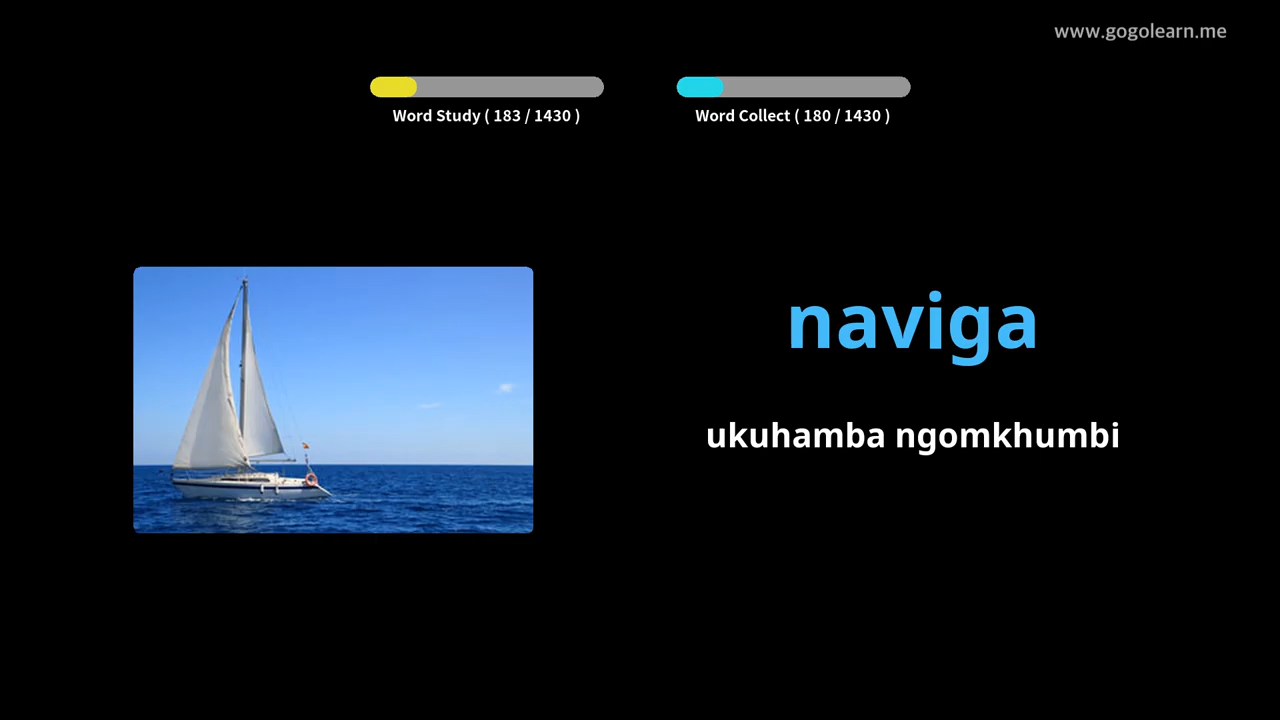 www.gogolearn.me
Word Study ( 183 / 1430 )
Word Collect ( 180 / 1430 )
naviga
ukuhamba ngomkhumbi